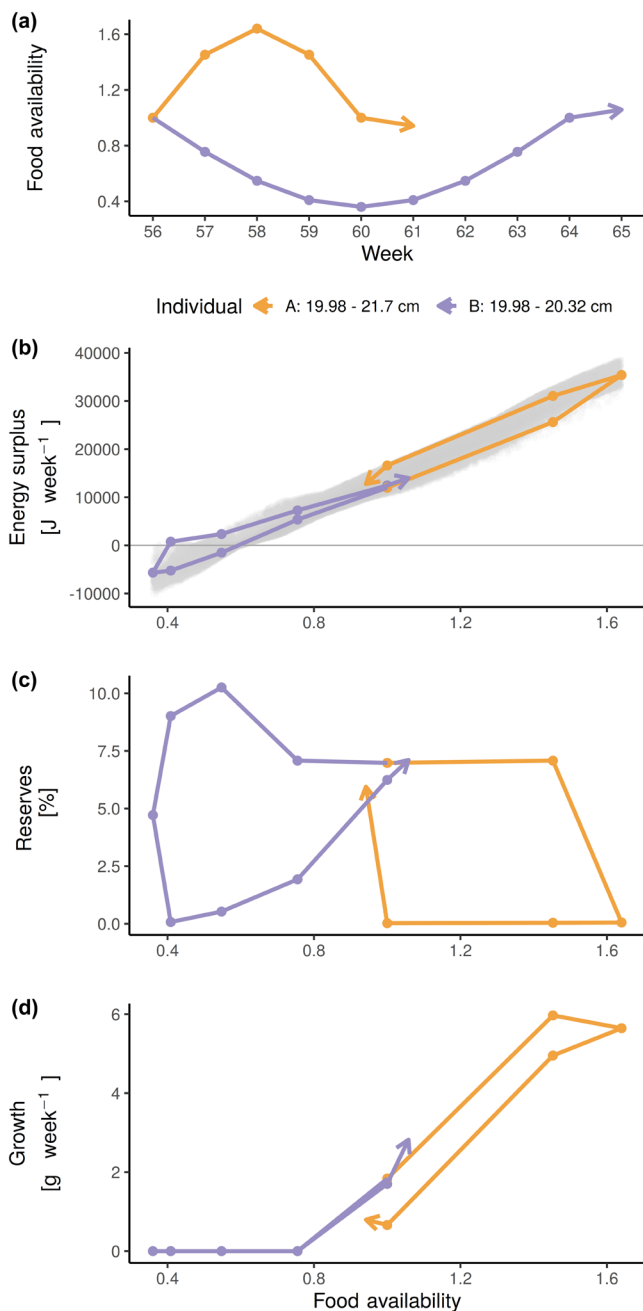 (a)
Food availability
1.6
1.2
0.8
0.4
56 57 58 59 60 61 62 63 64 65
Week
Individual A: 19.98 - 21.7 cm B: 19.98 - 20.32 cm
(b)
Energy surplus
[J week⁻¹ ]
40000
30000
20000
10000
0
-10000
0.4 0.8 1.2 1.6
(c)
Reserves
[%]
10.0
7.5
5.0
2.5
0.0
0.4 0.8 1.2 1.6
(d)
Growth
[g week⁻¹ ]
6
4
2
0
0.4 0.8 1.2 1.6
Food availability